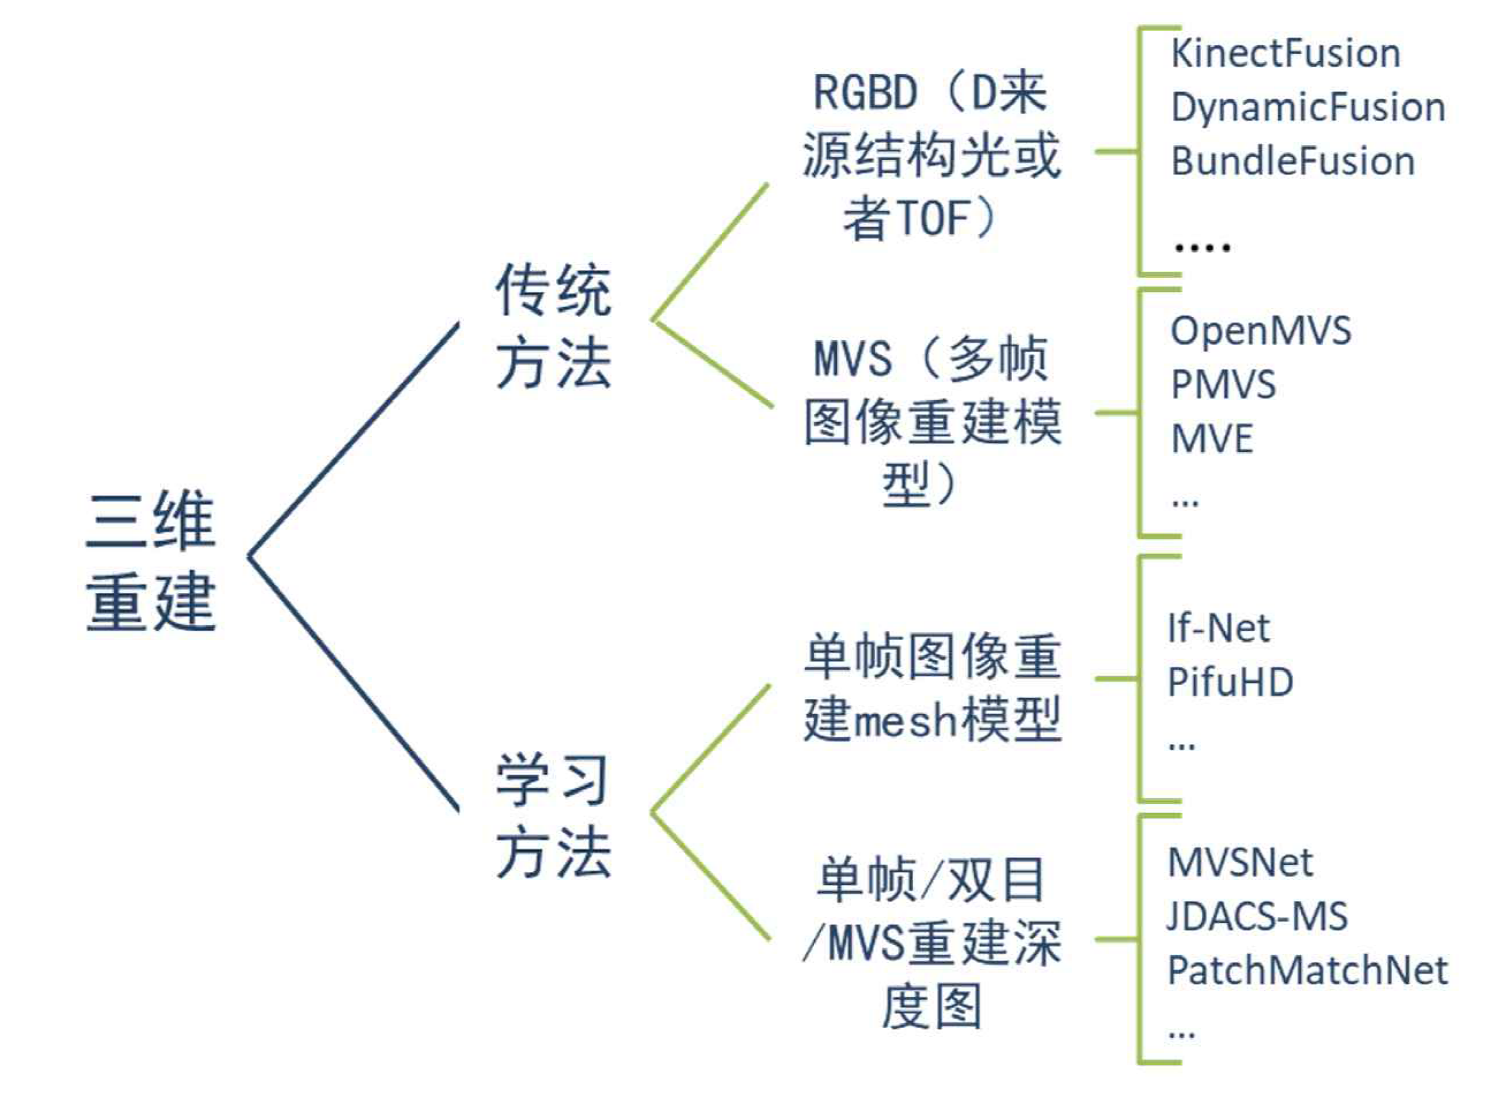 三维
重建
传统
方法
RGBD（D来
源结构光或
者TOF）
KinectFusion
DynamicFusion
BundleFusion
....
MVS（多帧
图像重建模
型）
OpenMVS
PMVS
MVE
...
学习
方法
单帧图像重
建mesh模型
If-Net
PifuHD
...
单帧/双目
/MVS重建深
度图
MVSNet
JDACS-MS
PatchMatchNet
...